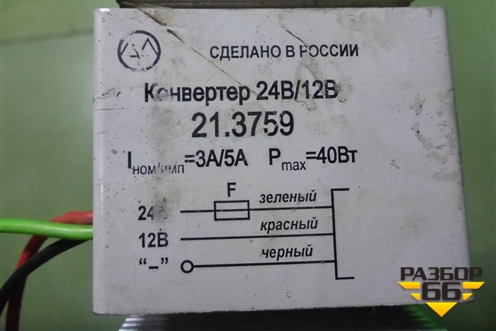 СДЕЛАНО В РОССИИ
Конвертер 24В/12В
21.3759
Iном/имп=3А/5А Pmax=40Вт
F
24В зеленый
12В красный
“–” черный
РАЗБОР
66